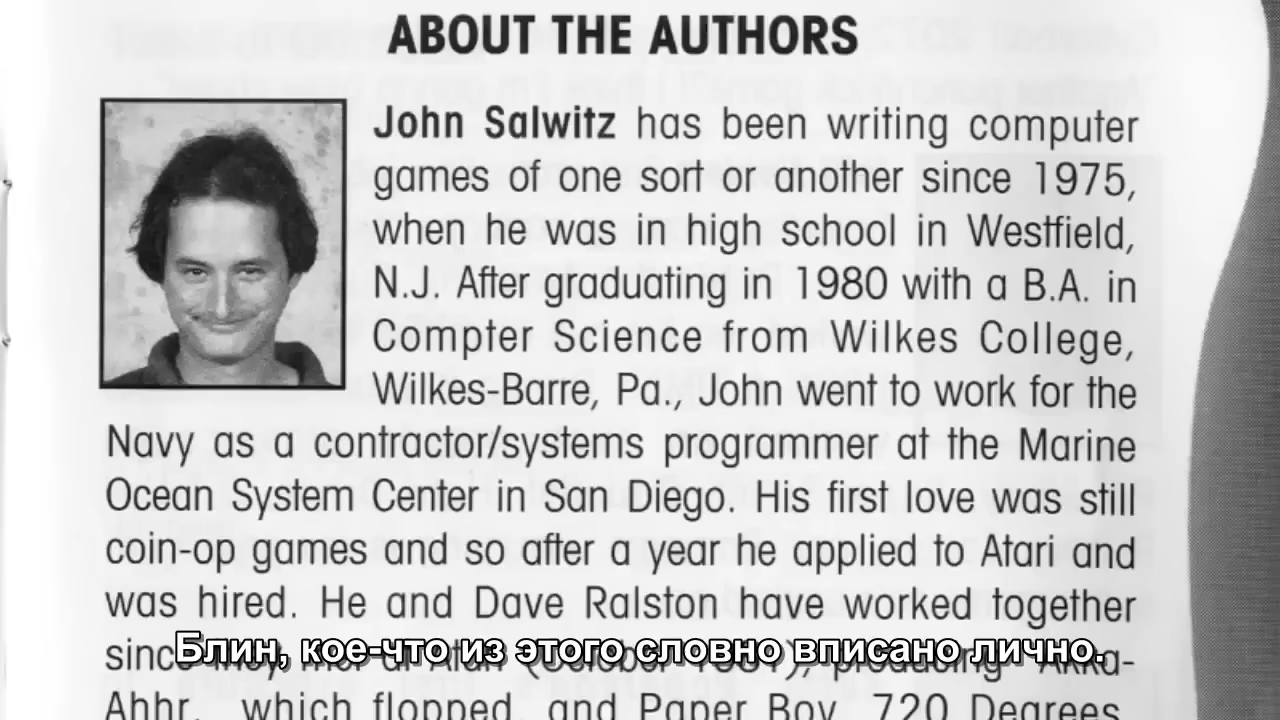 ABOUT THE AUTHORS
John Salwitz has been writing computer
games of one sort or another since 1975,
when he was in high school in Westfield,
N.J. After graduating in 1980 with a B.A. in
Compter Science from Wilkes College,
Wilkes-Barre, Pa., John went to work for the
Navy as a contractor/systems programmer at the Marine
Ocean System Center in San Diego. His first love was still
coin-op games and so after a year he applied to Atari and
was hired. He and Dave Ralston have worked together
since
Блин, кое-что из этого словно вписано лично.
Ahhr, which flopped, and Paper Boy, 720 Degrees,